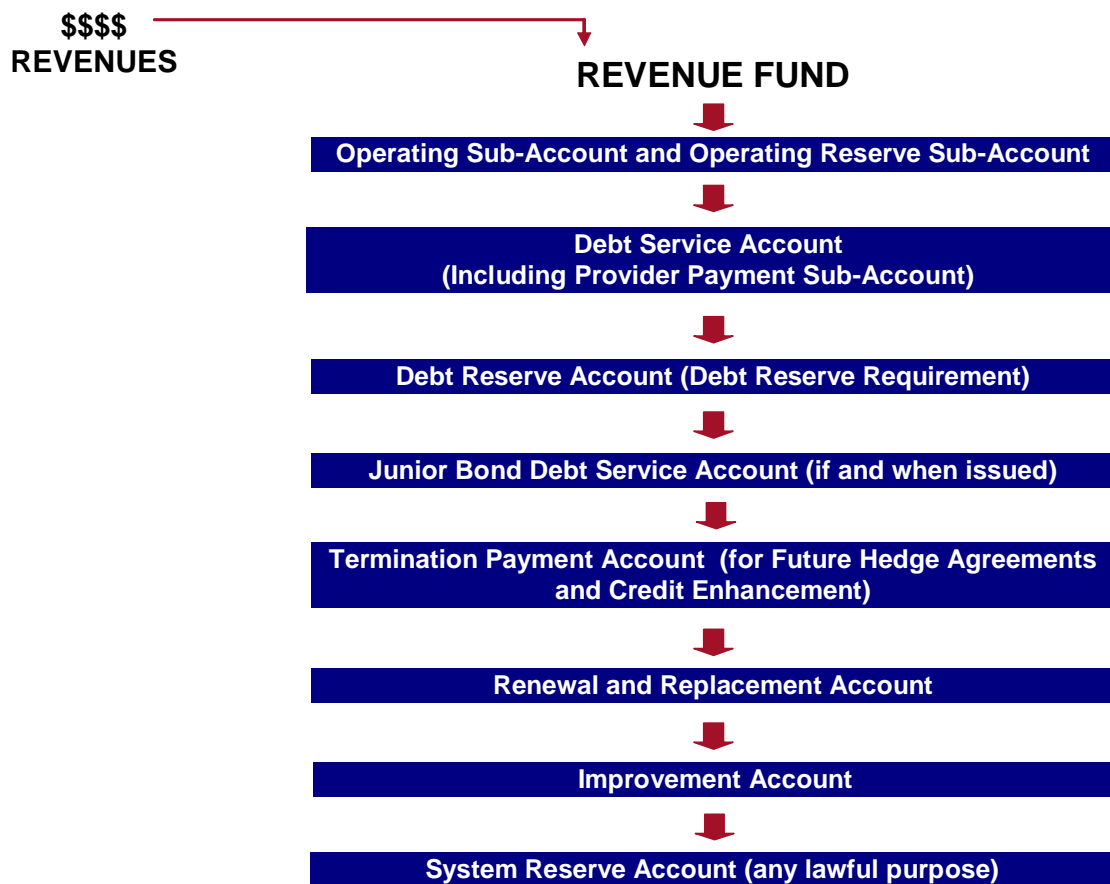 $$$$
REVENUES
REVENUE FUND
Operating Sub-Account and Operating Reserve Sub-Account
Debt Service Account
(Including Provider Payment Sub-Account)
Debt Reserve Account (Debt Reserve Requirement)
Junior Bond Debt Service Account (if and when issued)
Termination Payment Account (for Future Hedge Agreements
and Credit Enhancement)
Renewal and Replacement Account
Improvement Account
System Reserve Account (any lawful purpose)